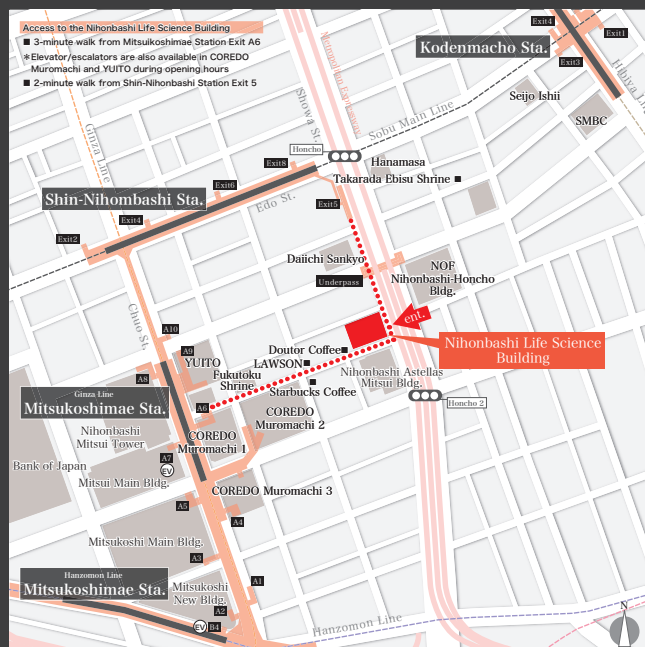 Access to the Nihonbashi Life Science Building
■ 3-minute walk from Mitsukoshimae Station Exit A6
＊Elevator/escalators are also available in COREDO
Muromachi and YUITO during opening hours
■ 2-minute walk from Shin-Nihonbashi Station Exit 5
Exit4
Exit1
Kodenmacho Sta.
Exit3
Hibiya Line
Metropolitan Expressway
Showa St.
Seijo Ishii
SMBC
Sobu Main Line
Ginza Line
Honcho
Hanamasa
Exit8
Takarada Ebisu Shrine ■
Exit6
Shin-Nihombashi Sta.
Edo St.
Exit5
Exit4
Exit2
Daiichi Sankyo
NOF
Nihonbashi-Honcho
Bldg.
Underpass
Chuo St.
ent.
A10
Nihonbashi Life Science
Building
A9
YUITO
Doutor Coffee■
LAWSON■
Fukutoku
Shrine
Nihonbashi Astellas
Mitsui Bldg.
A8
Starbucks Coffee
Ginza Line
Mitsukoshimae Sta.
A6
Honcho 2
COREDO
Muromachi 2
Nihonbashi
Mitsui Tower
COREDO
Muromachi 1
A7
EV
Bank of Japan
Mitsui Main Bldg.
COREDO Muromachi 3
A5
A4
Mitsukoshi Main Bldg.
A3
Hanzomon Line
Mitsukoshimae Sta.
A1
Mitsukoshi
New Bldg.
A2
EV
B4
Hanzomon Line
N